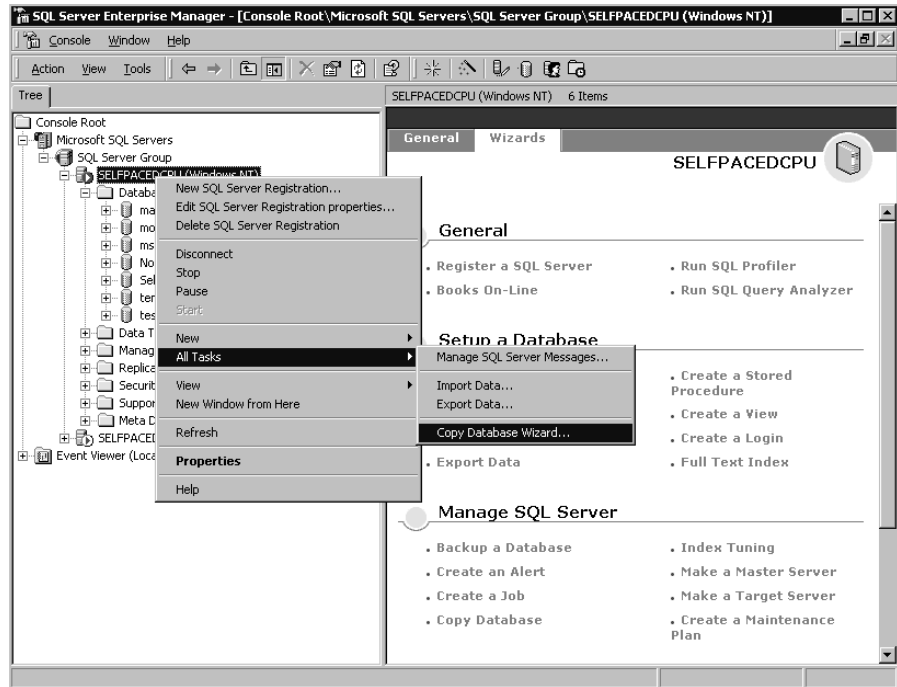 SQL Server Enterprise Manager - [Console Root\Microsoft SQL Servers\SQL Server Group\SELFPACEDCPU (Windows NT)]
Console Window Help
Action View Tools
Tree
SELFPACEDCPU (Windows NT) 6 Items
Console Root
Microsoft SQL Servers
SQL Server Group
SELFPACEDCPU (Windows NT)
Databa
ma
mo
ms
No
Sel
ter
tes
Data T
Manag
Replica
Securit
Suppor
Meta D
SELFPACE
Event Viewer (Loca
New SQL Server Registration...
Edit SQL Server Registration properties...
Delete SQL Server Registration
Disconnect
Stop
Pause
Start
New
All Tasks
View
New Window from Here
Refresh
Properties
Help
Manage SQL Server Messages...
Import Data...
Export Data...
Copy Database Wizard...
General Wizards
SELFPACEDCPU
General
. Register a SQL Server
. Run SQL Profiler
. Books On-Line
. Run SQL Query Analyzer
Setup a Database
. Create a Stored
Procedure
. Create a View
. Create a Login
. Export Data
. Full Text Index
Manage SQL Server
. Backup a Database
. Index Tuning
. Create an Alert
. Make a Master Server
. Create a Job
. Make a Target Server
. Copy Database
. Create a Maintenance
Plan